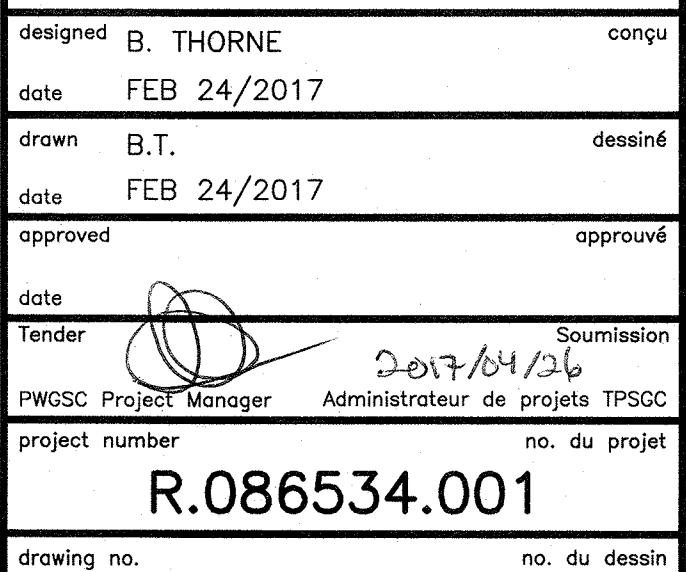 designed B. THORNE conçu
date FEB 24/2017
drawn B.T. dessiné
date FEB 24/2017
approved approuvé
date
Tender Soumission
2017/04/26
PWGSC Project Manager Administrateur de projets TPSGC
project number no. du projet
R.086534.001
drawing no. no. du dessin